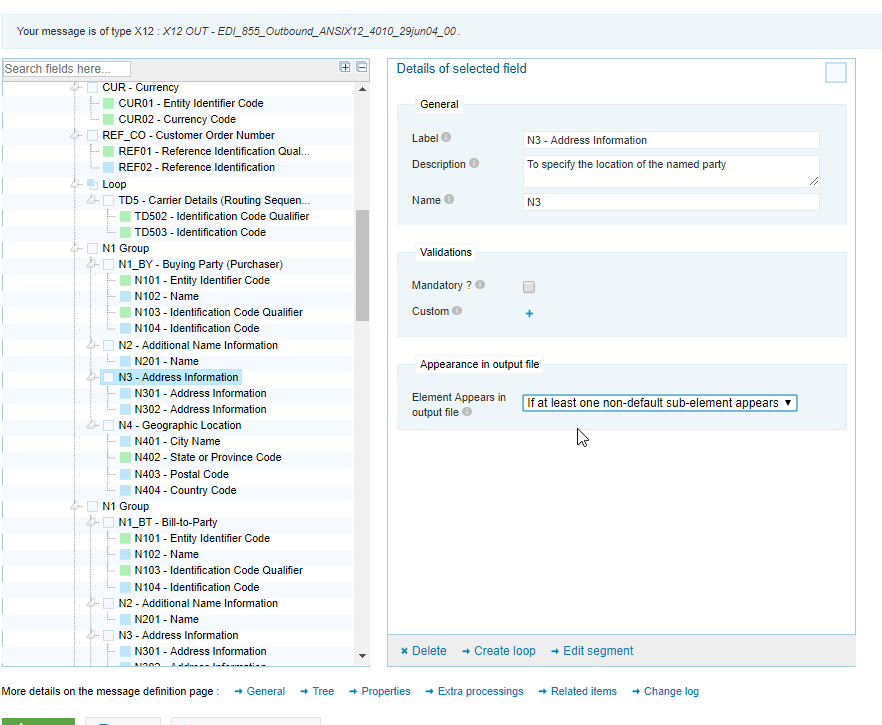 Your message is of type X12 : X12 OUT - EDI_855_Outbound_ANSIX12_4010_29jun04_00 .
Search fields here...
CUR - Currency
CUR01 - Entity Identifier Code
CUR02 - Currency Code
REF_CO - Customer Order Number
REF01 - Reference Identification Qual...
REF02 - Reference Identification
Loop
TD5 - Carrier Details (Routing Sequen...
TD502 - Identification Code Qualifier
TD503 - Identification Code
N1 Group
N1_BY - Buying Party (Purchaser)
N101 - Entity Identifier Code
N102 - Name
N103 - Identification Code Qualifier
N104 - Identification Code
N2 - Additional Name Information
N201 - Name
N3 - Address Information
N301 - Address Information
N302 - Address Information
N4 - Geographic Location
N401 - City Name
N402 - State or Province Code
N403 - Postal Code
N404 - Country Code
N1 Group
N1_BT - Bill-to-Party
N101 - Entity Identifier Code
N102 - Name
N103 - Identification Code Qualifier
N104 - Identification Code
N2 - Additional Name Information
N201 - Name
N3 - Address Information
N301 - Address Information
N302 - Address Information
Details of selected field
General
Label
N3 - Address Information
Description
To specify the location of the named party
Name
N3
Validations
Mandatory ?
Custom
Appearance in output file
Element Appears in
output file
If at least one non-default sub-element appears
Delete
Create loop
Edit segment
More details on the message definition page :
General
Tree
Properties
Extra processings
Related items
Change log